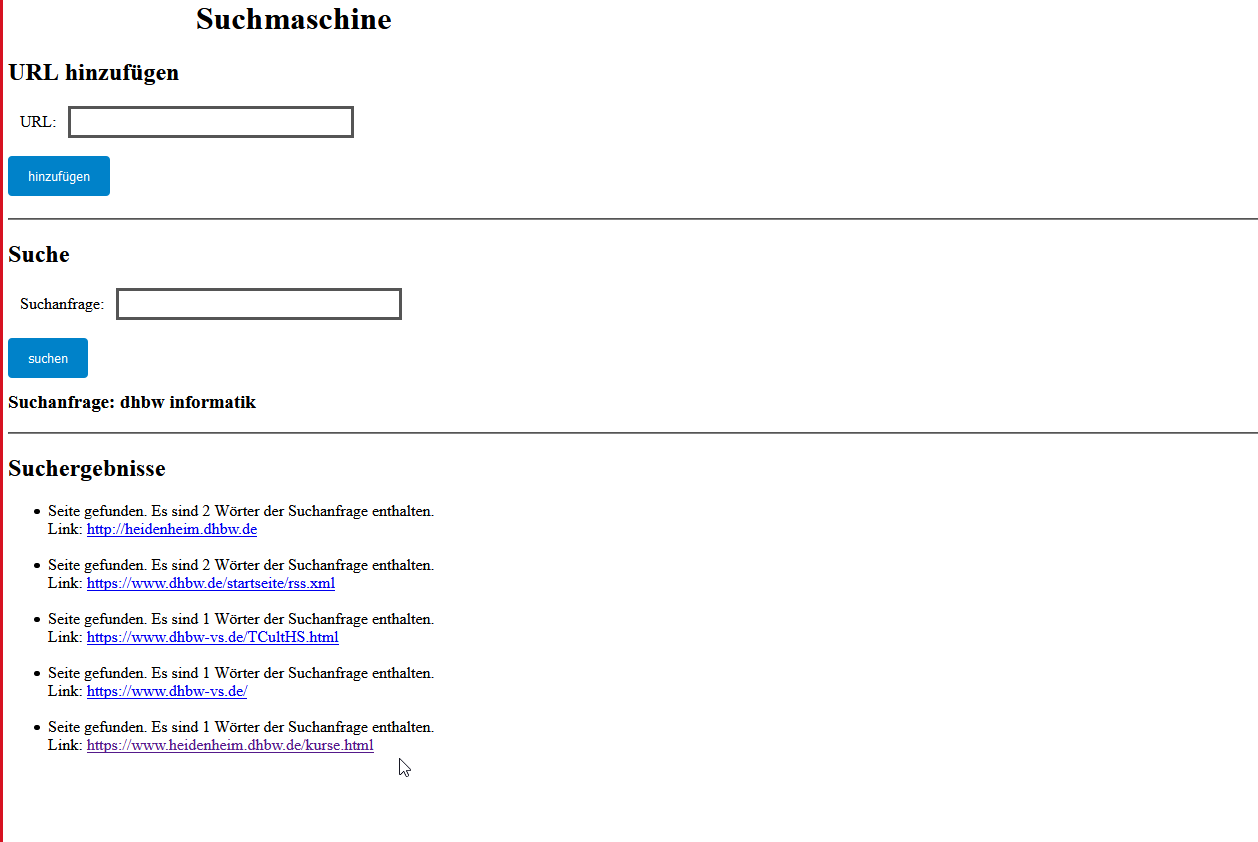 Suchmaschine
URL hinzufügen
URL:
hinzufügen
Suche
Suchanfrage:
suchen
Suchanfrage: dhbw informatik
Suchergebnisse
Seite gefunden. Es sind 2 Wörter der Suchanfrage enthalten.
Link: http://heidenheim.dhbw.de
Seite gefunden. Es sind 2 Wörter der Suchanfrage enthalten.
Link: https://www.dhbw.de/startseite/rss.xml
Seite gefunden. Es sind 1 Wörter der Suchanfrage enthalten.
Link: https://www.dhbw-vs.de/TCultHS.html
Seite gefunden. Es sind 1 Wörter der Suchanfrage enthalten.
Link: https://www.dhbw-vs.de/
Seite gefunden. Es sind 1 Wörter der Suchanfrage enthalten.
Link: https://www.heidenheim.dhbw.de/kurse.html